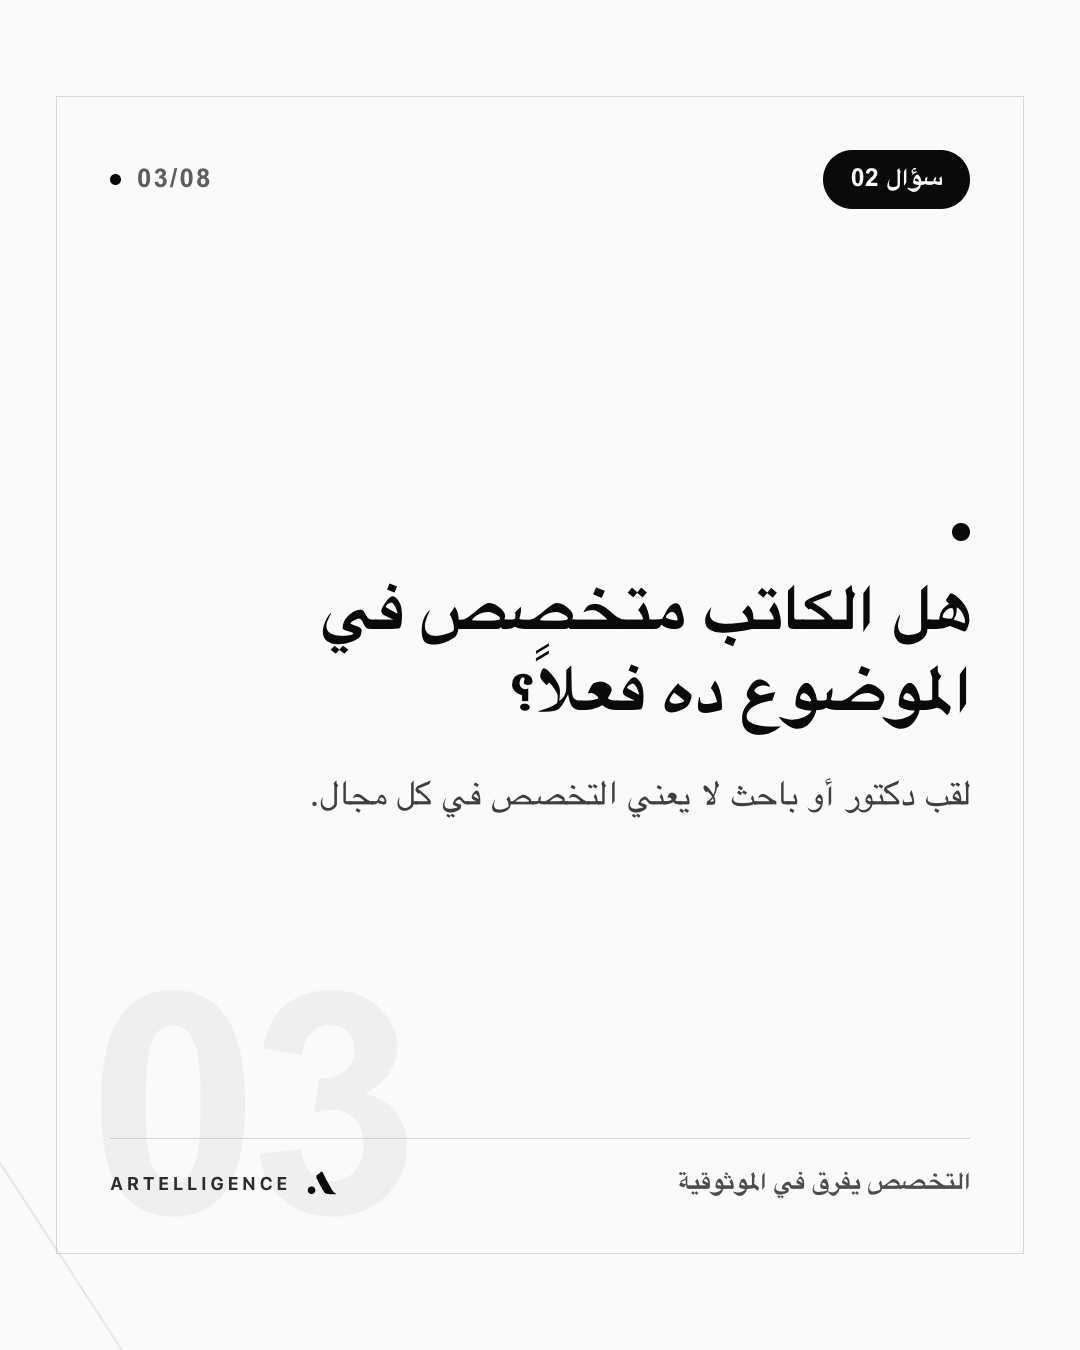 سؤال 02
03/08
هل الكاتب متخصص في
الموضوع ده فعلاً؟
لقب دكتور أو باحث لا يعني التخصص في كل مجال.
03
التخصص يفرق في الموثوقية
ARTELLIGENCE